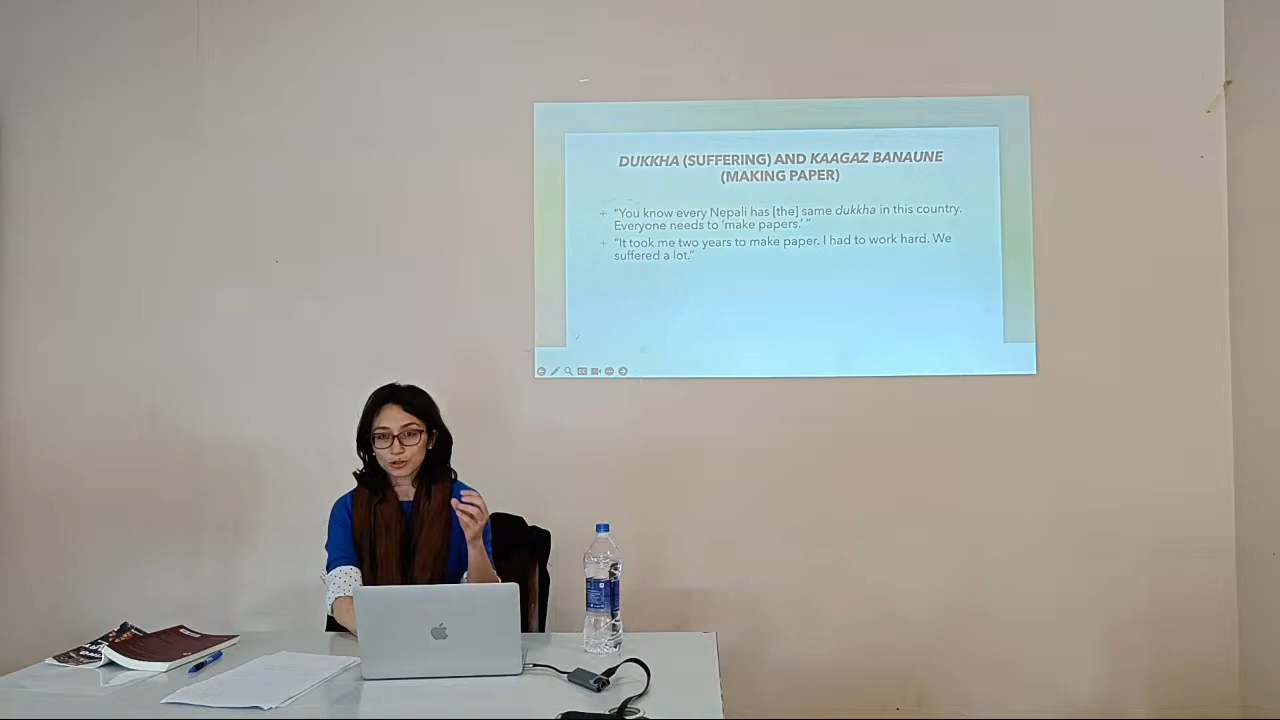 DUKKHA (SUFFERING) AND KAAGAZ BANAUNE
(MAKING PAPER)
+ “You know every Nepali has [the] same dukkha in this country.
Everyone needs to ‘make papers.’ ”
+ “It took me two years to make paper. I had to work hard. We
suffered a lot.”